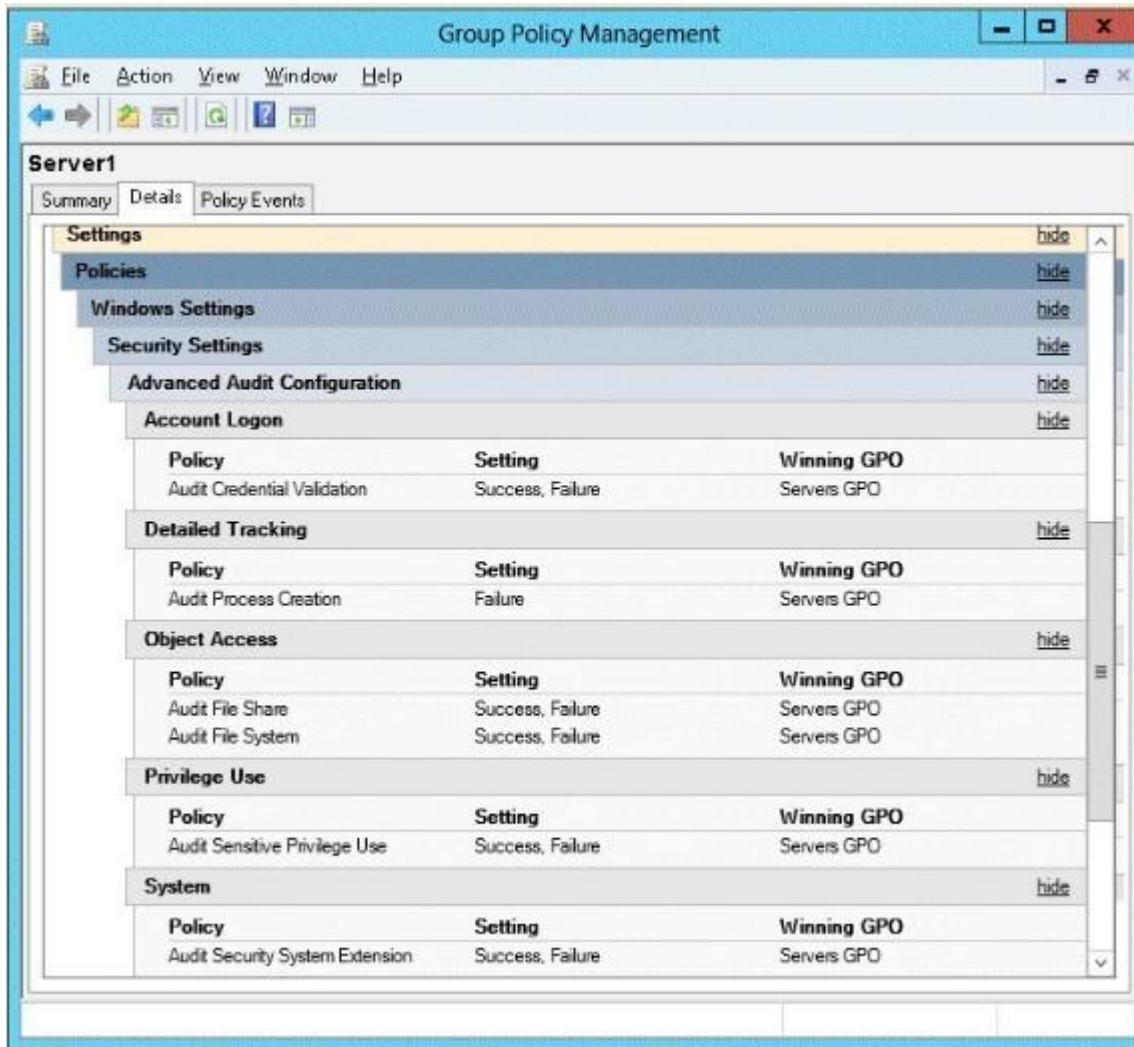 Group Policy Management
File Action View Window Help
Server1
Summary Details Policy Events
Settings hide
Policies hide
Windows Settings hide
Security Settings hide
Advanced Audit Configuration hide
Account Logon hide
Policy Setting Winning GPO
Audit Credential Validation Success, Failure Servers GPO
Detailed Tracking hide
Policy Setting Winning GPO
Audit Process Creation Failure Servers GPO
Object Access hide
Policy Setting Winning GPO
Audit File Share Success, Failure Servers GPO
Audit File System Success, Failure Servers GPO
Privilege Use hide
Policy Setting Winning GPO
Audit Sensitive Privilege Use Success, Failure Servers GPO
System hide
Policy Setting Winning GPO
Audit Security System Extension Success, Failure Servers GPO